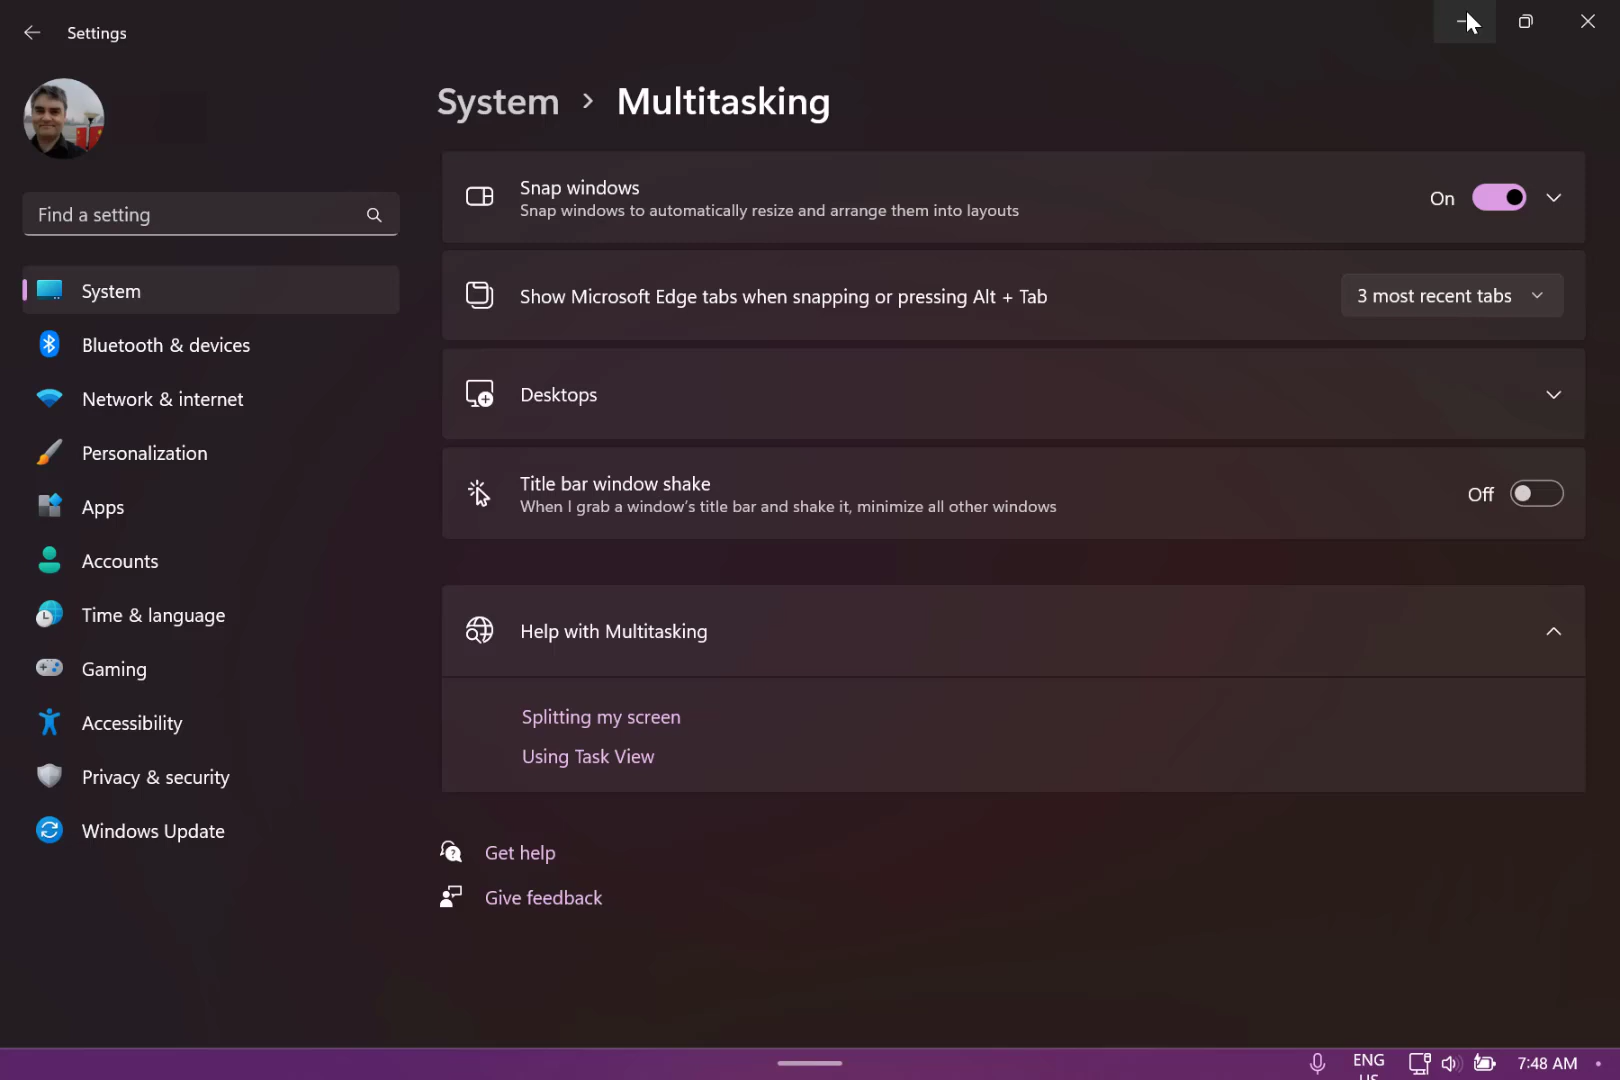 Settings
System > Multitasking
Find a setting
System
Bluetooth & devices
Network & internet
Personalization
Apps
Accounts
Time & language
Gaming
Accessibility
Privacy & security
Windows Update
Snap windows
Snap windows to automatically resize and arrange them into layouts
On
Show Microsoft Edge tabs when snapping or pressing Alt + Tab
3 most recent tabs
Desktops
Title bar window shake
When I grab a window’s title bar and shake it, minimize all other windows
Off
Help with Multitasking
Splitting my screen
Using Task View
Get help
Give feedback
ENG
US
7:48 AM